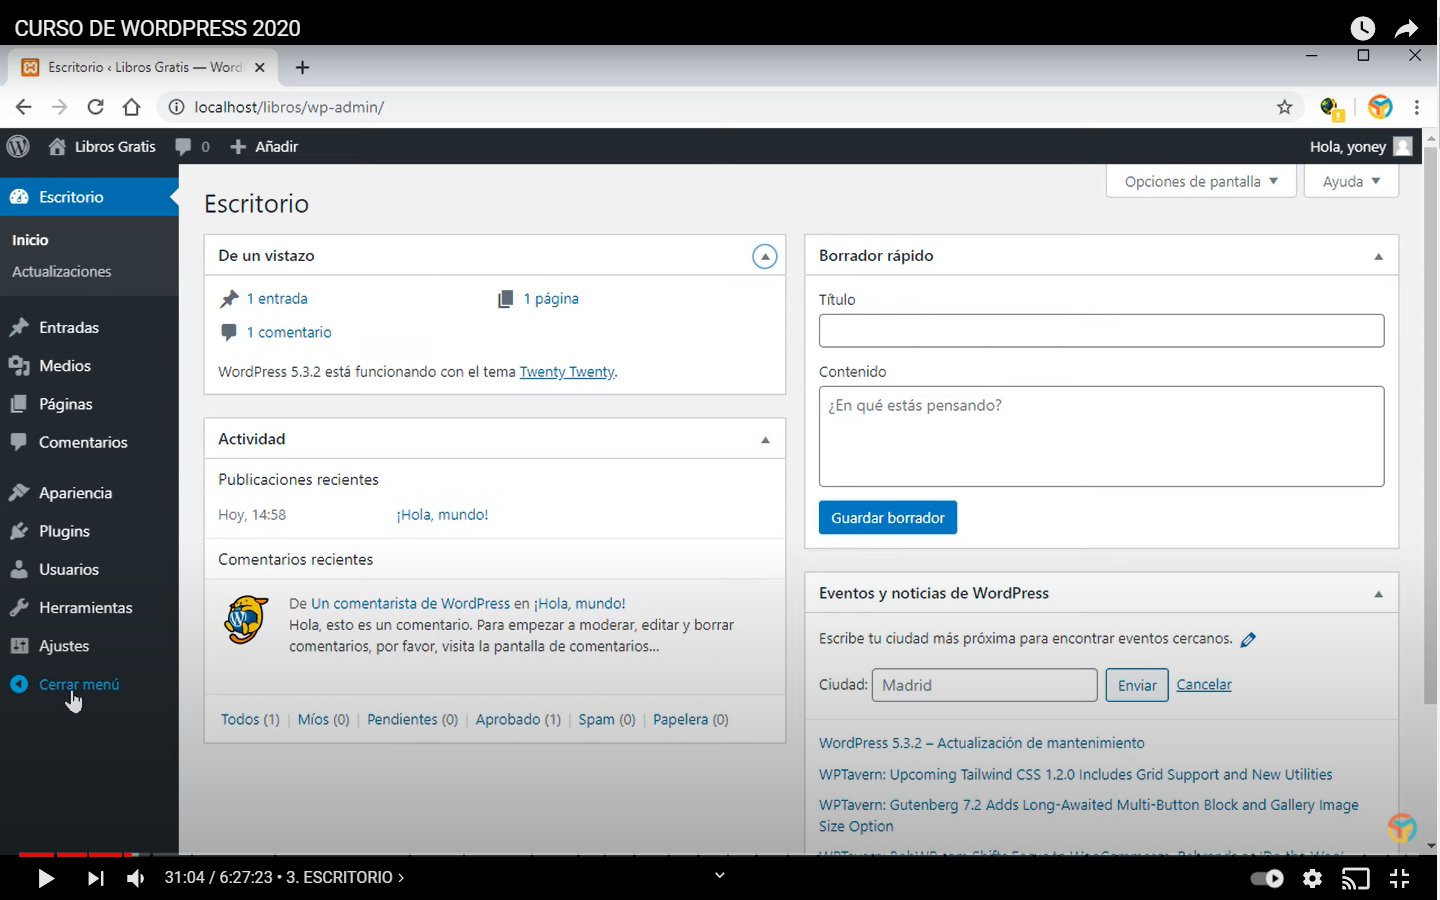 CURSO DE WORDPRESS 2020
Escritorio ‹ Libros Gratis — Word
localhost/libros/wp-admin/
Libros Gratis 0 Añadir Hola, yoney
Opciones de pantalla Ayuda
Escritorio
Inicio
Actualizaciones
Entradas
Medios
Páginas
Comentarios
Apariencia
Plugins
Usuarios
Herramientas
Ajustes
Cerrar menú
Escritorio
De un vistazo
1 entrada 1 página
1 comentario
WordPress 5.3.2 está funcionando con el tema Twenty Twenty.
Actividad
Publicaciones recientes
Hoy, 14:58 ¡Hola, mundo!
Comentarios recientes
De Un comentarista de WordPress en ¡Hola, mundo!
Hola, esto es un comentario. Para empezar a moderar, editar y borrar
comentarios, por favor, visita la pantalla de comentarios...
Todos (1) | Míos (0) | Pendientes (0) | Aprobado (1) | Spam (0) | Papelera (0)
Borrador rápido
Título
Contenido
¿En qué estás pensando?
Guardar borrador
Eventos y noticias de WordPress
Escribe tu ciudad más próxima para encontrar eventos cercanos.
Ciudad: Madrid Enviar Cancelar
WordPress 5.3.2 – Actualización de mantenimiento
WPTavern: Upcoming Tailwind CSS 1.2.0 Includes Grid Support and New Utilities
WPTavern: Gutenberg 7.2 Adds Long-Awaited Multi-Button Block and Gallery Image
Size Option
31:04 / 6:27:23 • 3. ESCRITORIO >